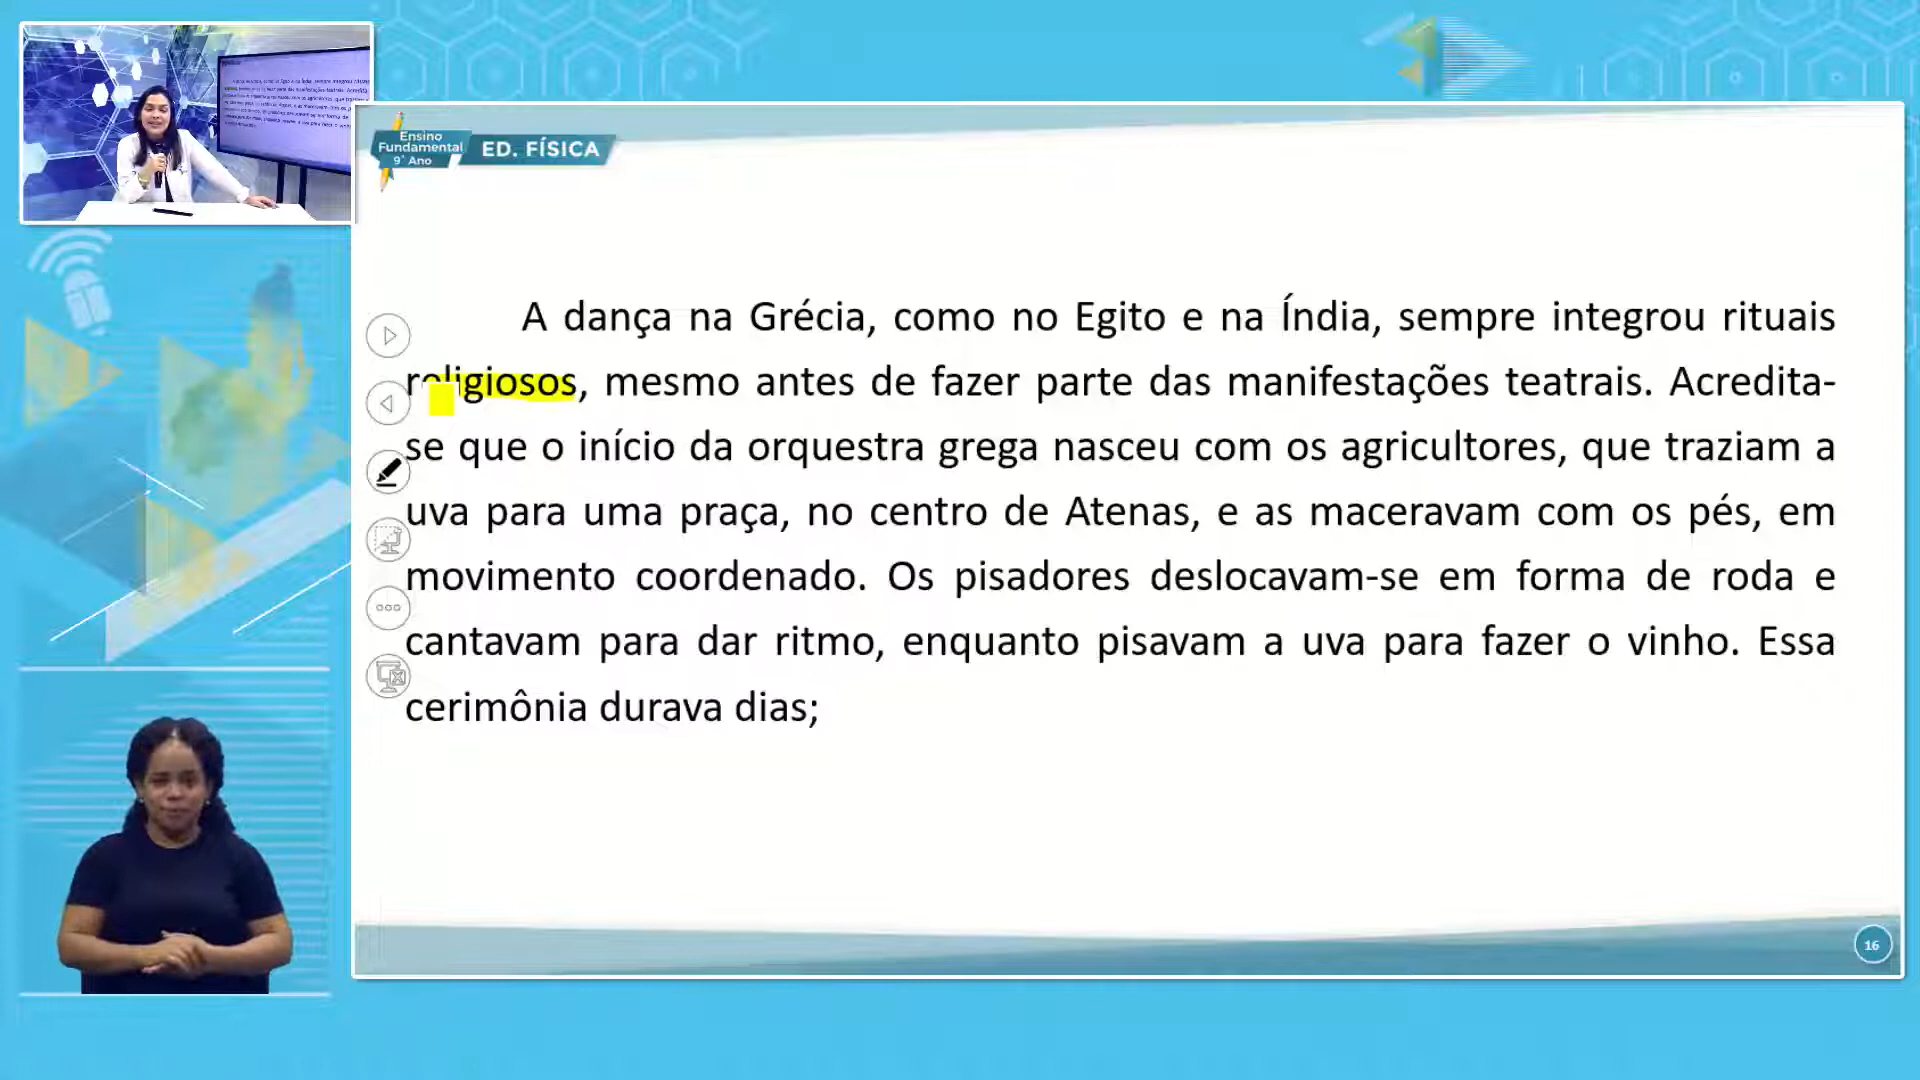 Ensino
Fundamental
9° Ano
ED. FÍSICA
A dança na Grécia, como no Egito e na Índia, sempre integrou rituais
religiosos, mesmo antes de fazer parte das manifestações teatrais. Acredita-
se que o início da orquestra grega nasceu com os agricultores, que traziam a
uva para uma praça, no centro de Atenas, e as maceravam com os pés, em
movimento coordenado. Os pisadores deslocavam-se em forma de roda e
cantavam para dar ritmo, enquanto pisavam a uva para fazer o vinho. Essa
cerimônia durava dias;
16